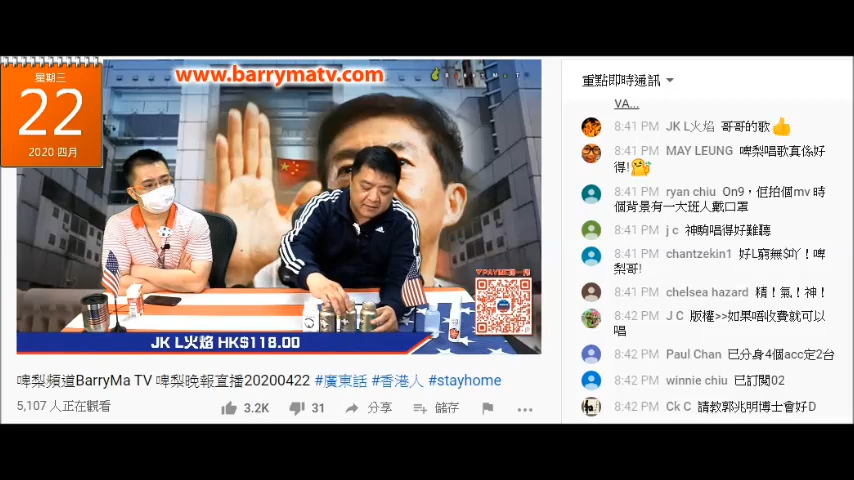 www.barrymatv.com
BARRYMATV
星期三
22
2020 四月
PAYME第一擊
JK L火焰 HK$118.00
啤梨頻道BarryMa TV 啤梨晚報直播20200422 #廣東話 #香港人 #stayhome
5,107 人正在觀看
3.2K
31
分享
儲存
重點即時通訊
VA...
8:41 PM JK L火焰 哥哥的歌
8:41 PM MAY LEUNG 啤梨唱歌真係好
得!
8:41 PM ryan chiu On9，佢拍個mv 時
個背景有一大班人戴口罩
8:41 PM j c 神駒唱得好難聽
8:41 PM chantzekin1 好L窮無$吖！啤
梨哥!
8:41 PM chelsea hazard 精！氣！神！
8:42 PM J C 版權>>如果唔收費就可以
唱
8:42 PM Paul Chan 已分身4個acc定2台
8:42 PM winnie chiu 已訂閱02
8:42 PM Ck C 請教郭兆明博士會好D